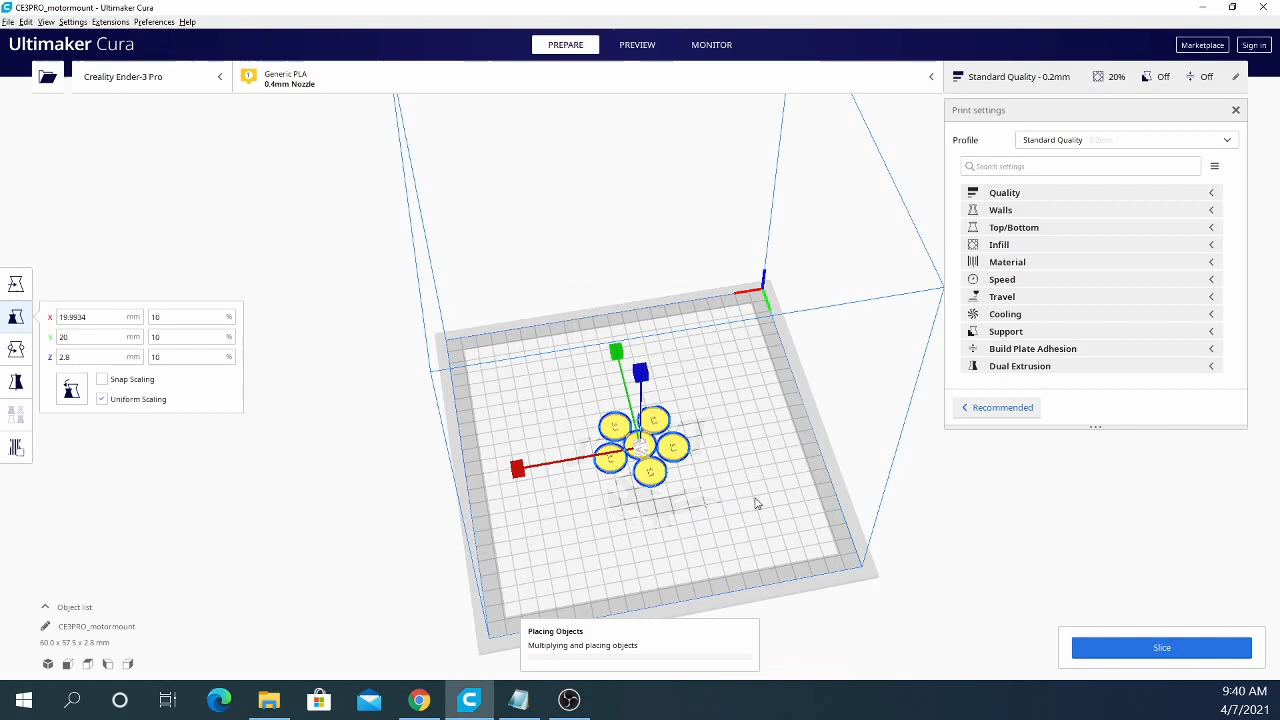 CE3PRO_motormount - Ultimaker Cura
File Edit View Settings Extensions Preferences Help
Ultimaker Cura
PREPARE PREVIEW MONITOR
Marketplace Sign in
Creality Ender-3 Pro
1
Generic PLA
0.4mm Nozzle
Standard Quality - 0.2mm 20% Off Off
Print settings
Profile Standard Quality 0.2mm
Search settings
Quality
Walls
Top/Bottom
Infill
Material
Speed
Travel
Cooling
Support
Build Plate Adhesion
Dual Extrusion
Recommended
X 19.9934 mm 10 %
Y 20 mm 10 %
Z 2.8 mm 10 %
Snap Scaling
Uniform Scaling
Object list
CE3PRO_motormount
60.0 x 57.5 x 2.8 mm
Placing Objects
Multiplying and placing objects
Slice
9:40 AM
4/7/2021